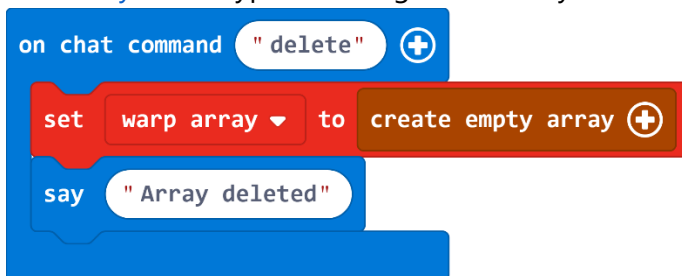 on chat command "delete"
set warp array to create empty array
say "Array deleted"